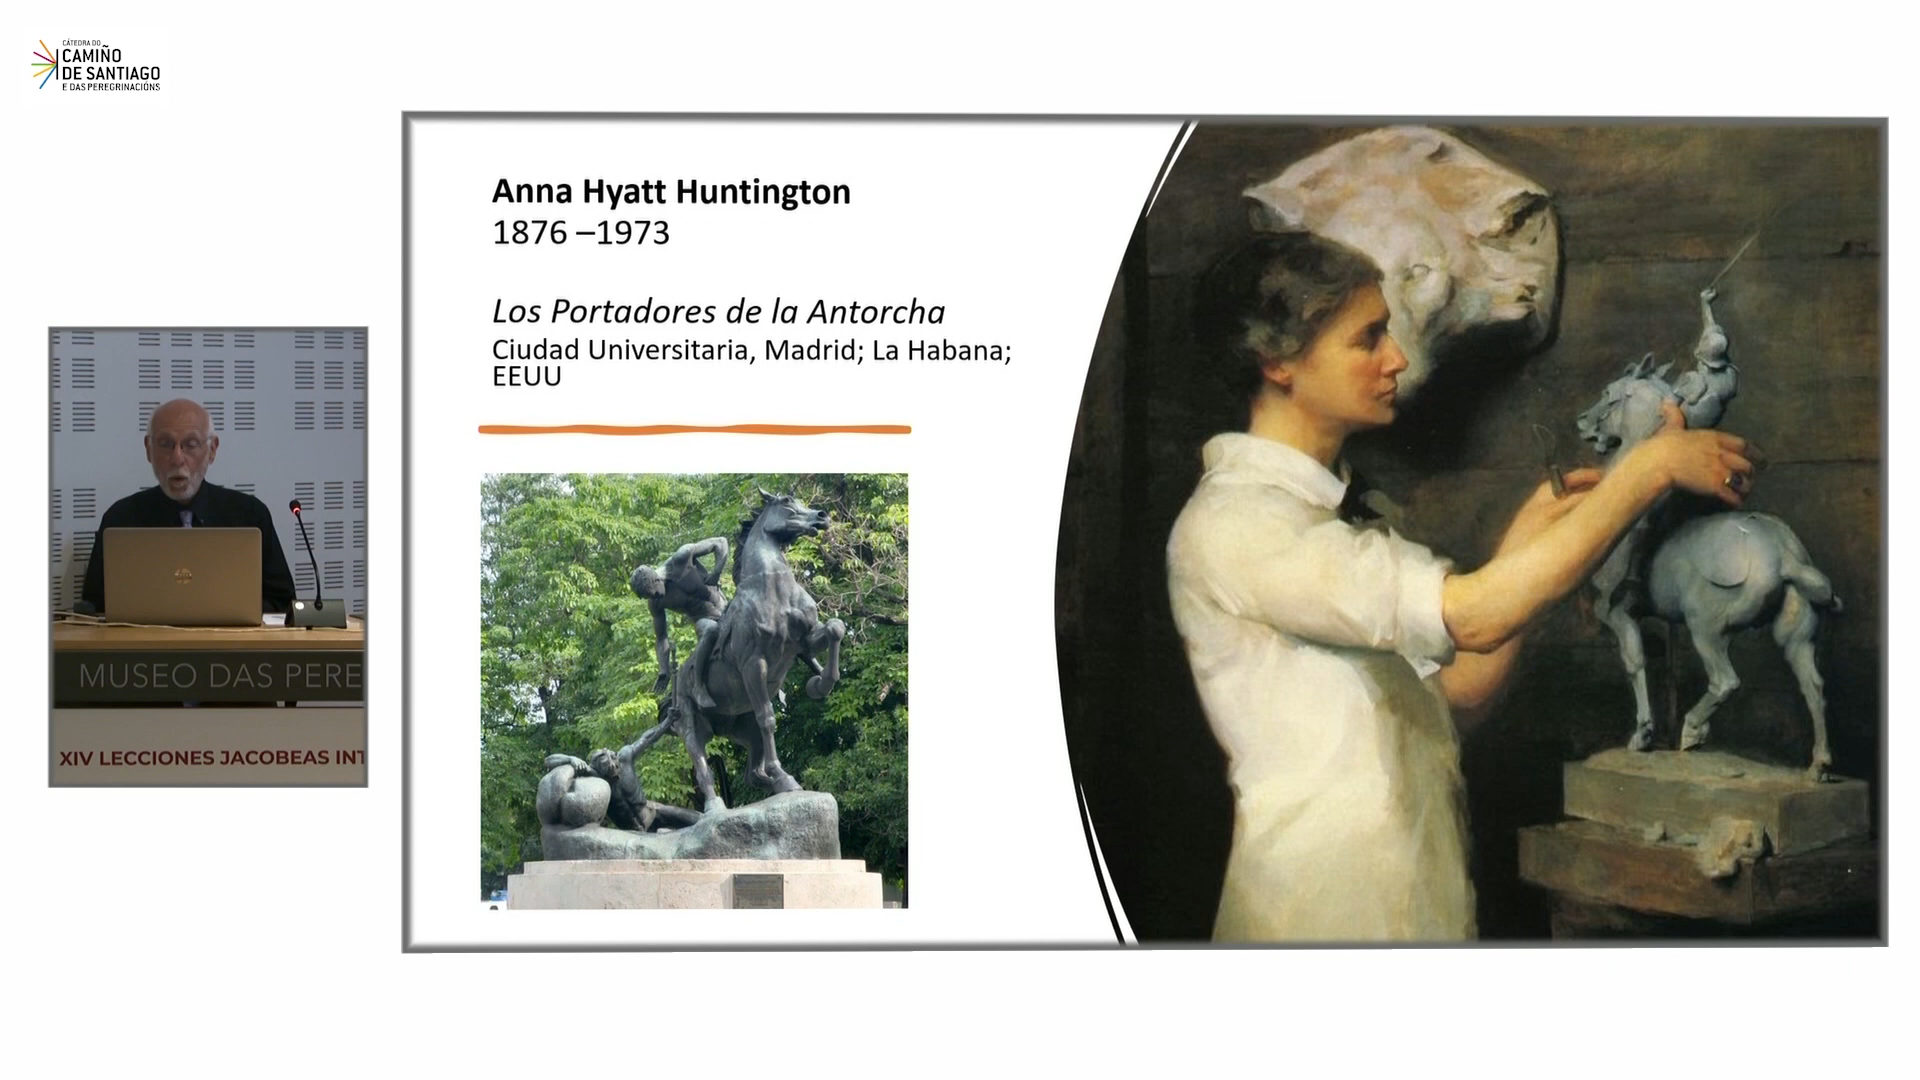 CÁTEDRA DO
CAMIÑO
DE SANTIAGO
E DAS PEREGRINACIÓNS
Anna Hyatt Huntington
1876 –1973
Los Portadores de la Antorcha
Ciudad Universitaria, Madrid; La Habana;
EEUU
MUSEO DAS PERE
XIV LECCIONES JACOBEAS INT